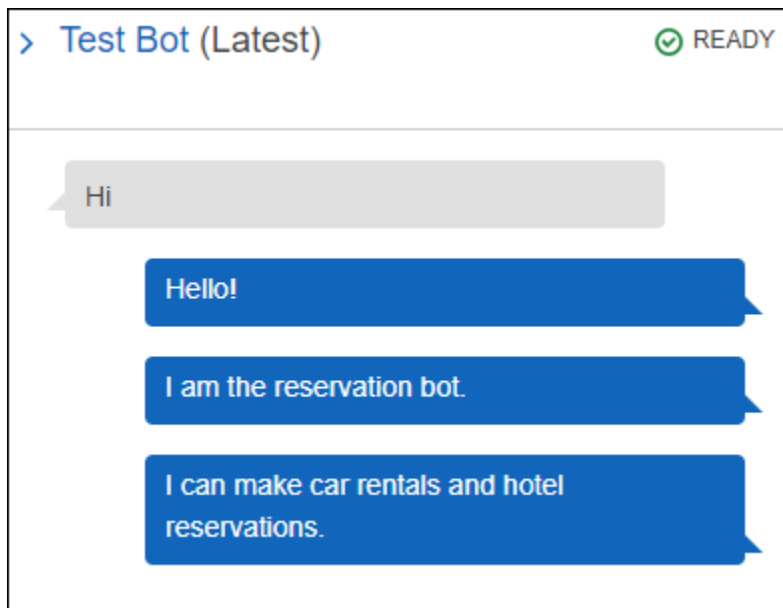 Test Bot (Latest)
READY
Hi
Hello!
I am the reservation bot.
I can make car rentals and hotel
reservations.